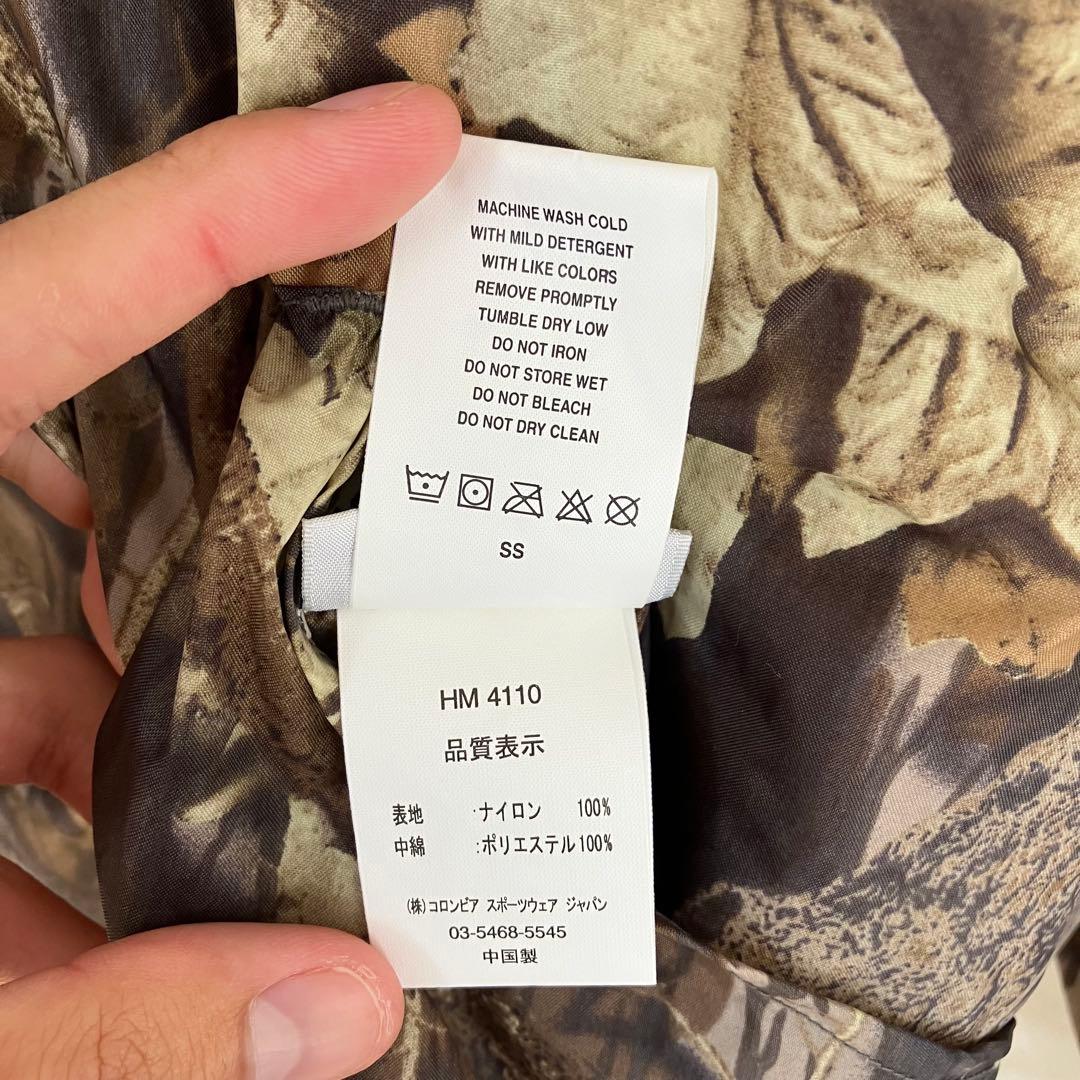 MACHINE WASH COLD
WITH MILD DETERGENT
WITH LIKE COLORS
REMOVE PROMPTLY
TUMBLE DRY LOW
DO NOT IRON
DO NOT STORE WET
DO NOT BLEACH
DO NOT DRY CLEAN
SS
HM 4110
品質表示
表地 :ナイロン 100%
中綿 :ポリエステル100%
(株)コロンビア スポーツウェア ジャパン
03-5468-5545
中国製